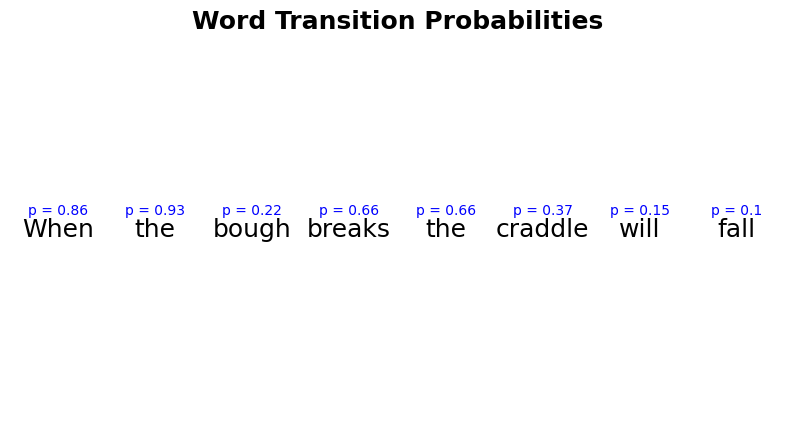 Word Transition Probabilities
p = 0.86 p = 0.93 p = 0.22 p = 0.66 p = 0.66 p = 0.37 p = 0.15 p = 0.1
When the bough breaks the craddle will fall